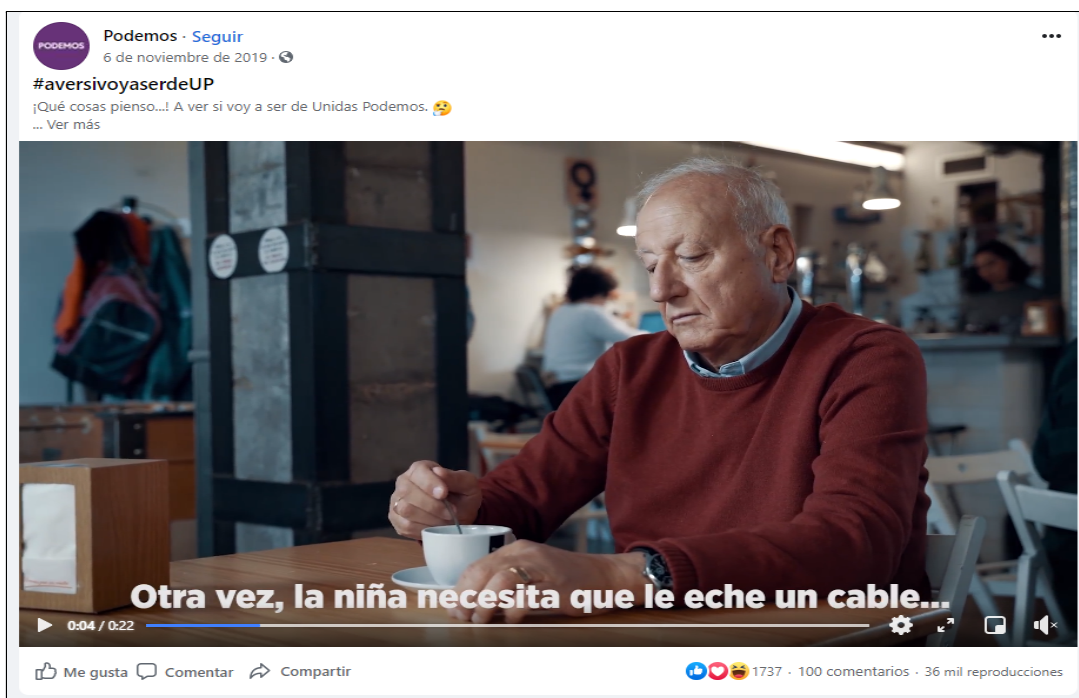 PODEMOS
Podemos · Seguir
6 de noviembre de 2019 ·
#aversivoyaserdeUP
¡Qué cosas pienso...! A ver si voy a ser de Unidas Podemos.
... Ver más
Otra vez, la niña necesita que le eche un cable...
0:04 / 0:22
Me gusta Comentar Compartir 1737 · 100 comentarios · 36 mil reproducciones